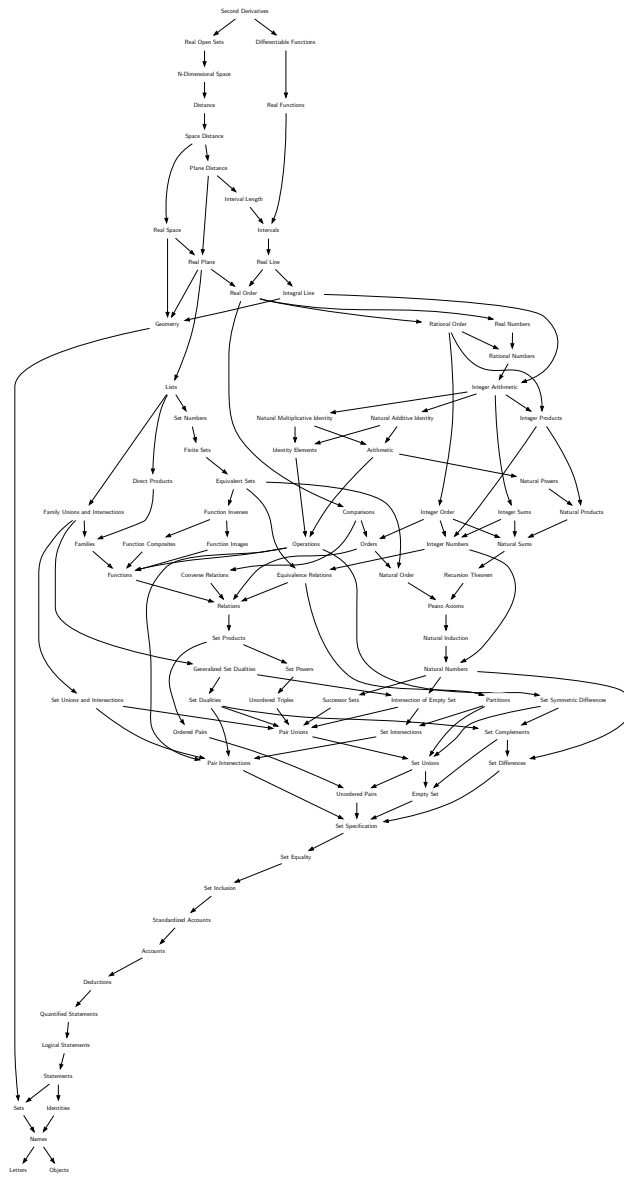 Second Derivatives
Real Open Sets Differentiable Functions
N-Dimensional Space
Distance Real Functions
Space Distance
Plane Distance
Interval Length
Real Space Intervals
Real Plane Real Line
Real Order Integral Line
Geometry Rational Order Real Numbers
Rational Numbers
Lists Integer Arithmetic
Set Numbers Natural Multiplicative Identity Natural Additive Identity Integer Products
Finite Sets Identity Elements Arithmetic
Direct Products Equivalent Sets Natural Powers
Family Unions and Intersections Function Inverses Comparisons Integer Order Integer Sums Natural Products
Families Function Composites Function Images Operations Orders Integer Numbers Natural Sums
Functions Converse Relations Equivalence Relations Natural Order Recursion Theorem
Relations Peano Axioms
Set Products Natural Induction
Generalized Set Dualities Set Powers Natural Numbers
Set Unions and Intersections Set Dualities Unordered Triples Successor Sets Intersection of Empty Set Partitions Set Symmetric Differences
Ordered Pairs Pair Unions Set Intersections Set Complements
Pair Intersections Set Unions Set Differences
Unordered Pairs Empty Set
Set Specification
Set Equality
Set Inclusion
Standardized Accounts
Accounts
Deductions
Quantified Statements
Logical Statements
Statements
Sets Identities
Names
Letters Objects